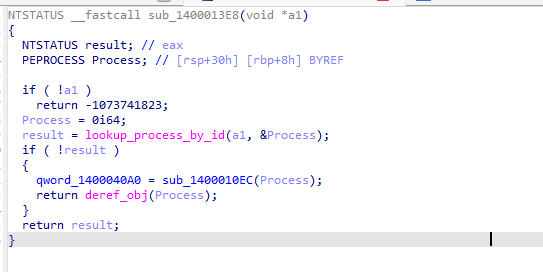 NTSTATUS __fastcall sub_1400013E8(void *a1)
{
NTSTATUS result; // eax
PEPROCESS Process; // [rsp+30h] [rbp+8h] BYREF
if ( !a1 )
return -1073741823;
Process = 0i64;
result = lookup_process_by_id(a1, &Process);
if ( !result )
{
qword_1400040A0 = sub_1400010EC(Process);
return deref_obj(Process);
}
return result;
}